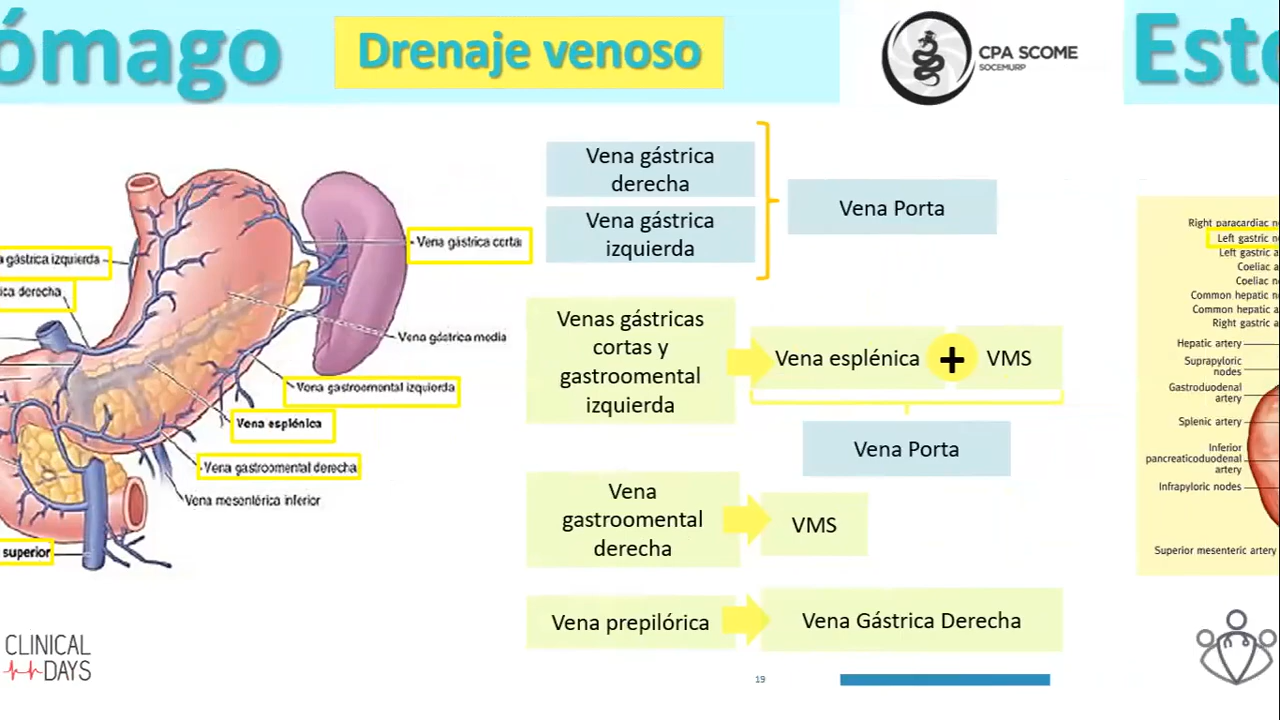 ómago
Drenaje venoso
CPA SCOME
SOCEMURP
Este
Vena gástrica
derecha
Vena gástrica
izquierda
Vena Porta
Venas gástricas
cortas y
gastroomental
izquierda
Vena esplénica
+
VMS
Vena Porta
Vena
gastroomental
derecha
VMS
Vena prepilórica
Vena Gástrica Derecha
a gástrica izquierda
ica derecha
Vena gástrica corta
Vena gástrica media
Vena gastroomental izquierda
Vena esplénica
Vena gastroomental derecha
Vena mesentérica inferior
superior
Right paracardiac n
Left gastric n
Left gastric a
Coeliac a
Coeliac n
Common hepatic n
Common hepatic a
Right gastric a
Hepatic artery
Suprapyloric
nodes
Gastroduodenal
artery
Splenic artery
Inferior
pancreaticoduodenal
artery
Infrapyloric nodes
Superior mesenteric artery
CLINICAL
DAYS
19